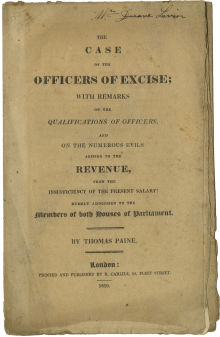 THE
CASE
OF THE
OFFICERS OF EXCISE;
WITH REMARKS
ON THE
QUALIFICATIONS OF OFFICERS,
AND
ON THE NUMEROUS EVILS
ARISING TO THE
REVENUE,
FROM THE
INSUFFICIENCY OF THE PRESENT SALARY:
HUMBLY ADDRESSED TO THE
Members of both Houses of Parliament.
BY THOMAS PAINE.
London:
PRINTED AND PUBLISHED BY R. CARLILE, 55, FLEET STREET.
1819.